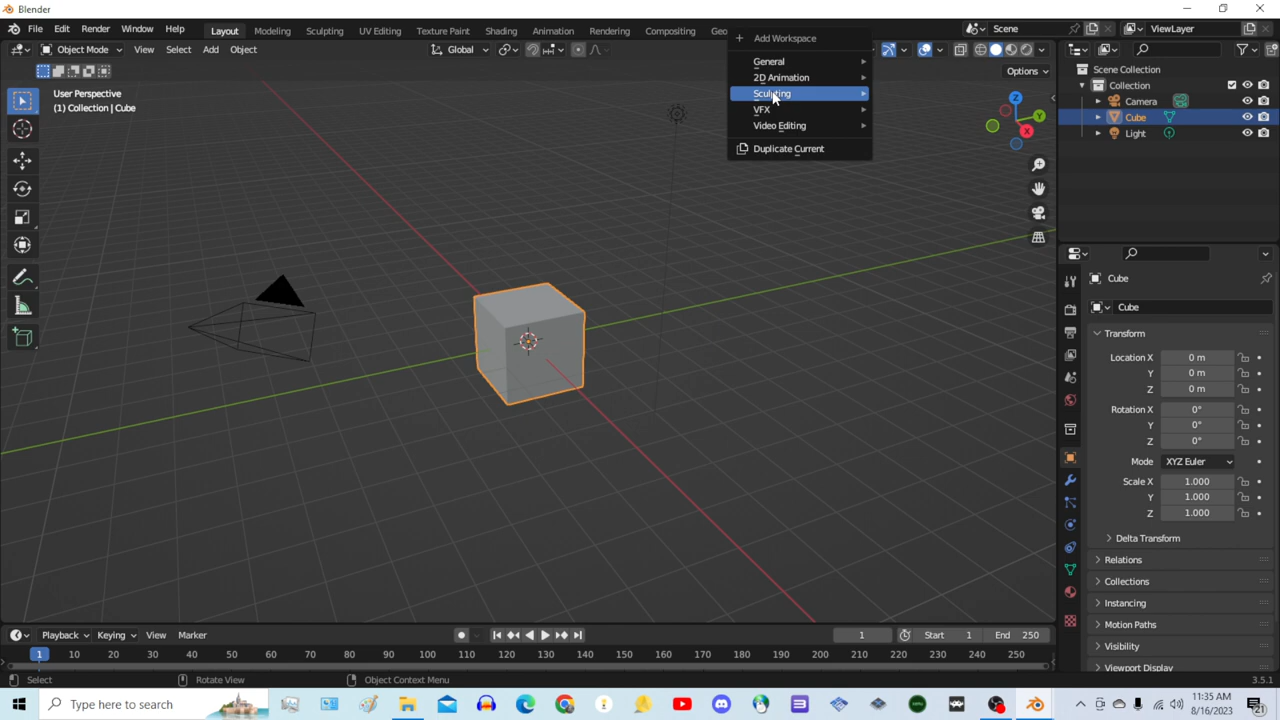 Blender
File Edit Render Window Help Layout Modeling Sculpting UV Editing Texture Paint Shading Animation Rendering Compositing Geo Scene ViewLayer
Add Workspace
General
2D Animation
Sculpting
VFX
Video Editing
Duplicate Current
Object Mode View Select Add Object Global
Options
User Perspective
(1) Collection | Cube
Z
Y
X
Scene Collection
Collection
Camera
Cube
Light
Cube
Cube
Transform
Location X 0 m
Y 0 m
Z 0 m
Rotation X 0°
Y 0°
Z 0°
Mode XYZ Euler
Scale X 1.000
Y 1.000
Z 1.000
Delta Transform
Relations
Collections
Instancing
Motion Paths
Visibility
Viewport Display
Playback Keying View Marker 1 Start 1 End 250
1 10 20 30 40 50 60 70 80 90 100 110 120 130 140 150 160 170 180 190 200 210 220 230 240 250
Select Rotate View Object Context Menu 3.5.1
Type here to search
11:35 AM
8/16/2023
21